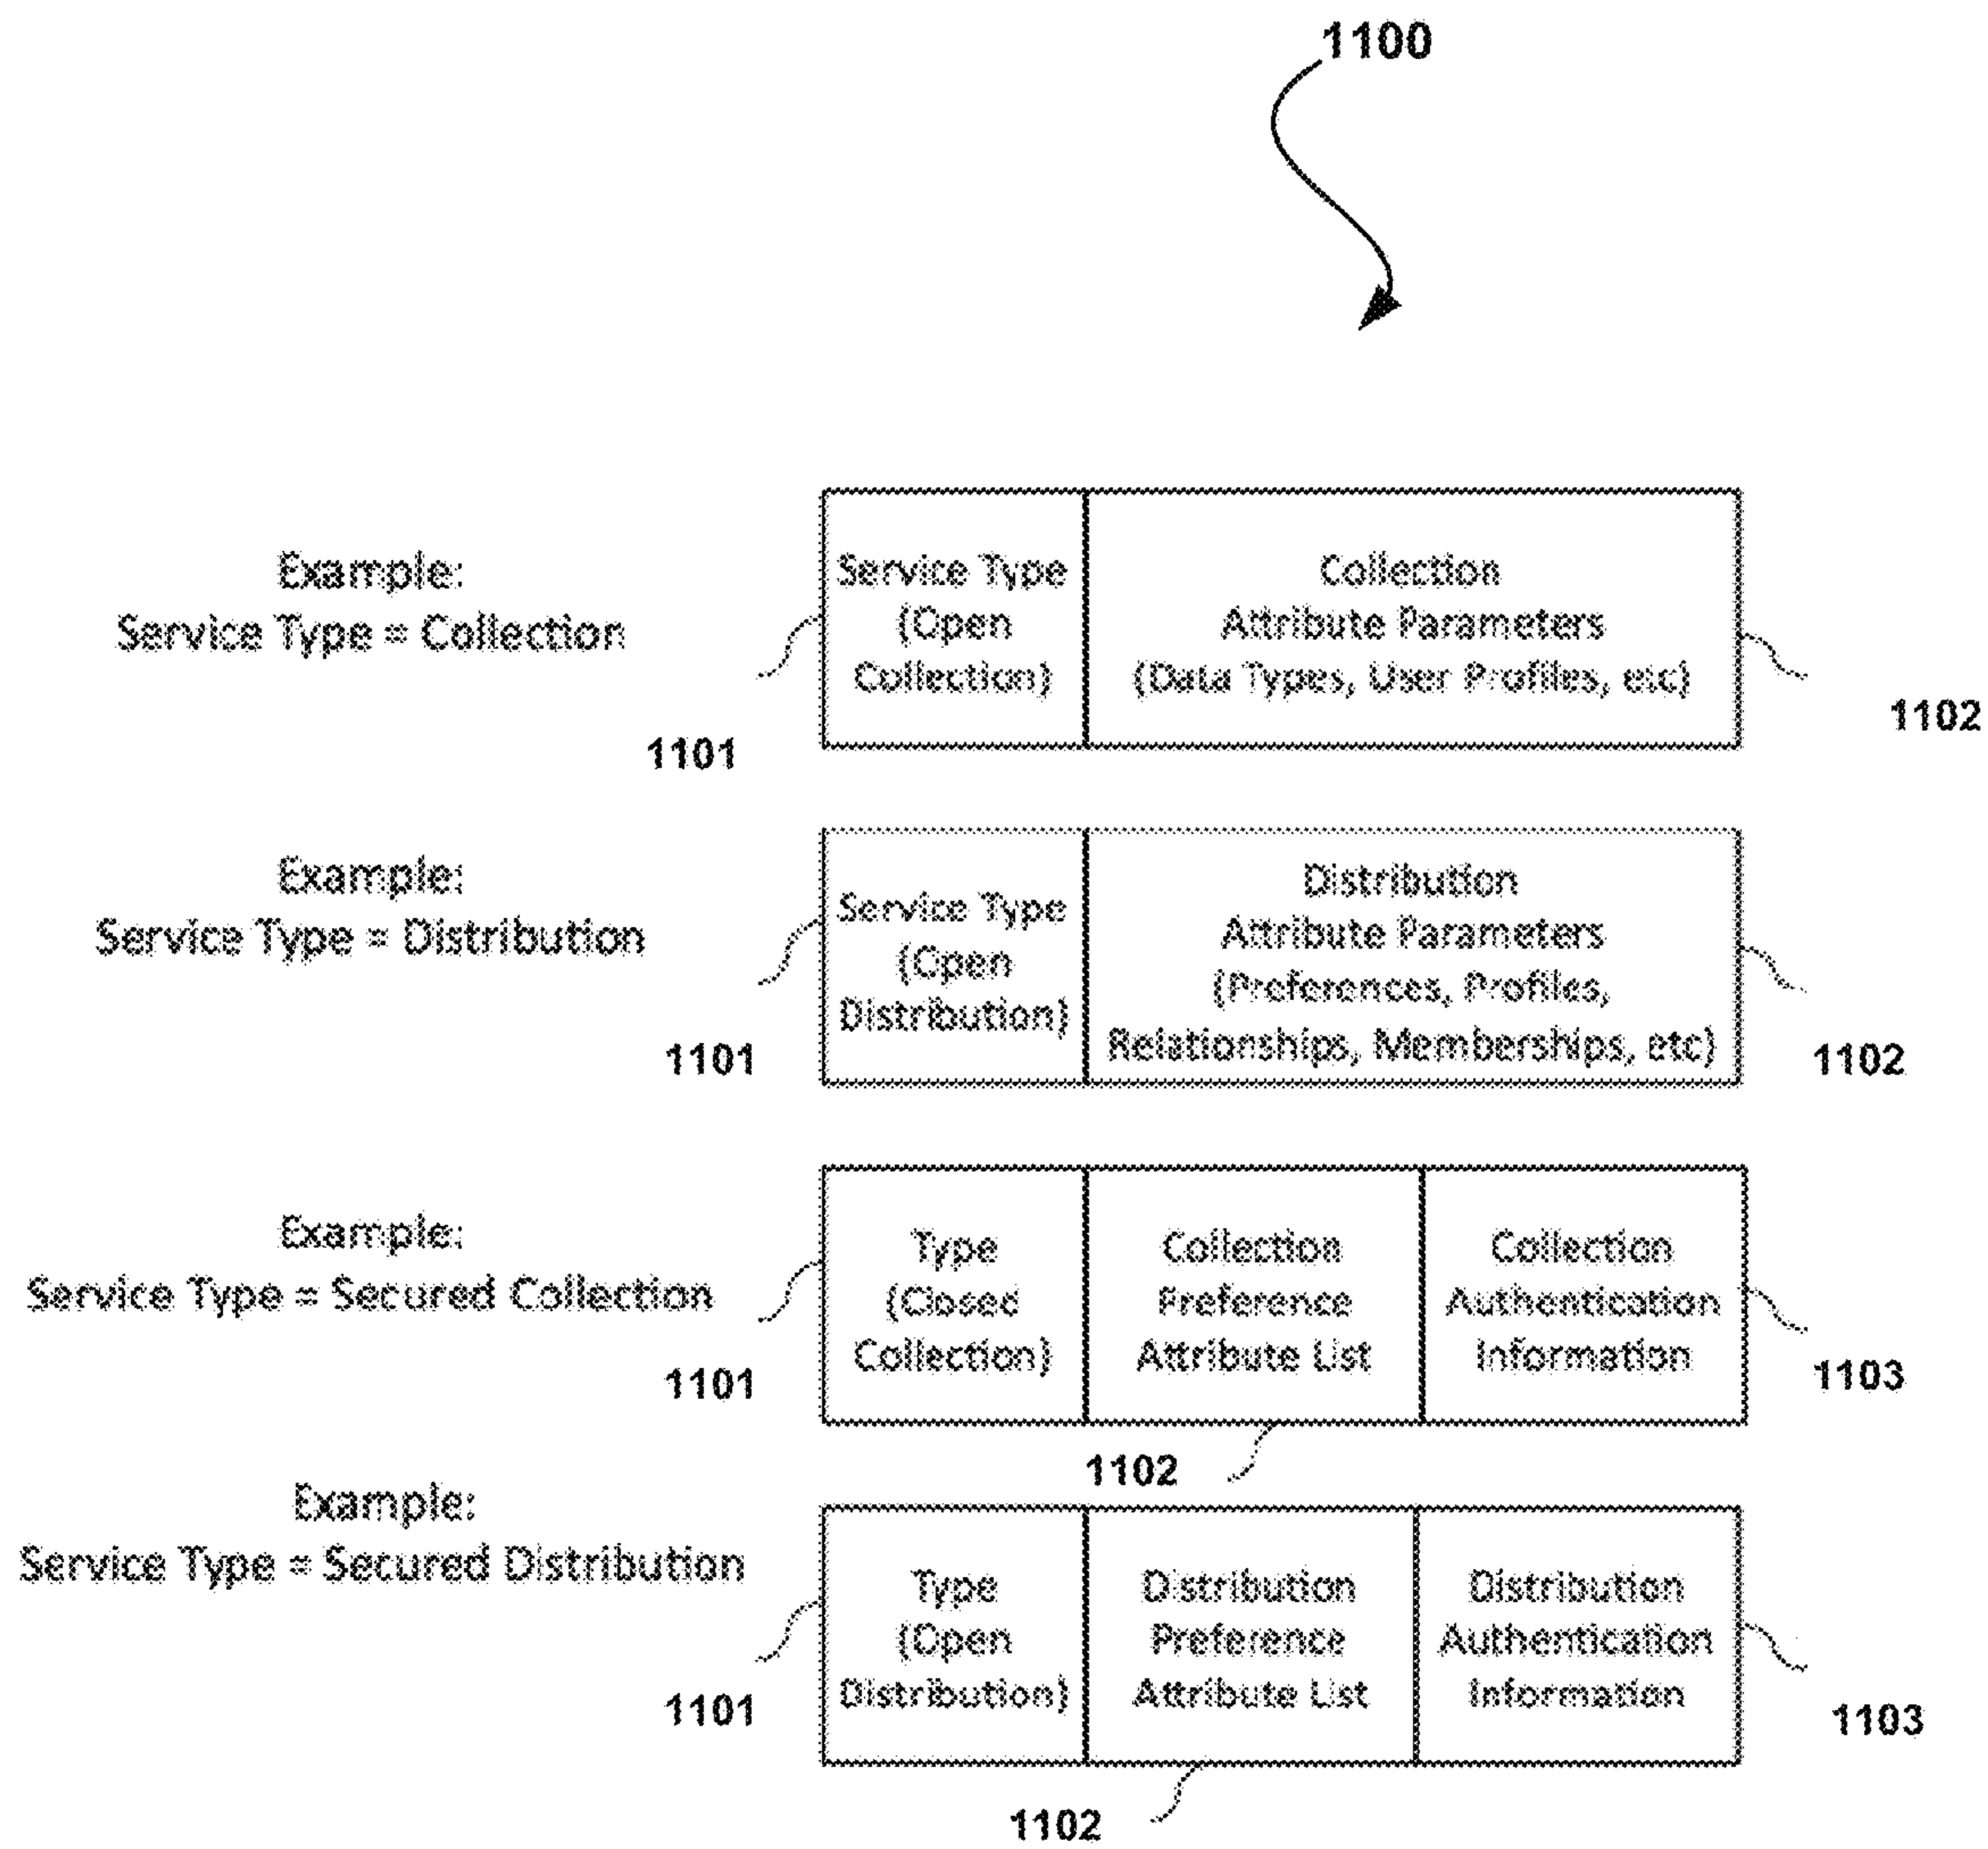 1100
Example:
Service Type = Collection
Service Type
(Open
Collection)
Collection
Attribute Parameters
(Data Types, User Profiles, etc)
1101
1102
Example:
Service Type = Distribution
Service Type
(Open
Distribution)
Distribution
Attribute Parameters
(Preferences, Profiles,
Relationships, Memberships, etc)
1101
1102
Example:
Service Type = Secured Collection
Type
(Closed
Collection)
Collection
Preference
Attribute List
Collection
Authentication
Information
1101
1102
1103
Example:
Service Type = Secured Distribution
Type
(Open
Distribution)
Distribution
Preference
Attribute List
Distribution
Authentication
Information
1101
1102
1103